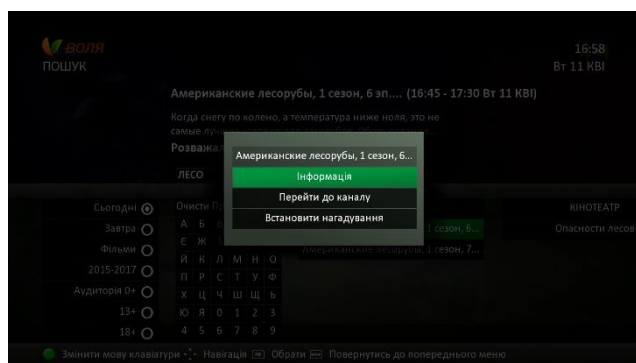 ВОЛЯ
16:58
ПОШУК
Вт 11 КВІ
Американские лесорубы, 1 сезон, 6 эп.... (16:45 - 17:30 Вт 11 КВІ)
Когда снегу по колено, а температура ниже ноля, это не
самые
Розважал
ЛЕСО
Американские лесорубы, 1 сезон, 6...
Інформація
Перейти до каналу
Встановити нагадування
Сьогодні
Завтра
Фільми
2015-2017
Аудиторія 0+
13+
18+
Очисти
А Б
Є Ж
Й К Л М Н О
П Р С Т У Ф
Х Ц Ч Ш Щ Ь
Ю Я 0 1 2 3
4 5 6 7 8 9
1 сезон, 6...
Американские лесорубы, 1 сезон, 7...
КІНОТЕАТР
Опасности лесов
Змінити мову клавіатури Навігація Обрати Повернутись до попереднього меню